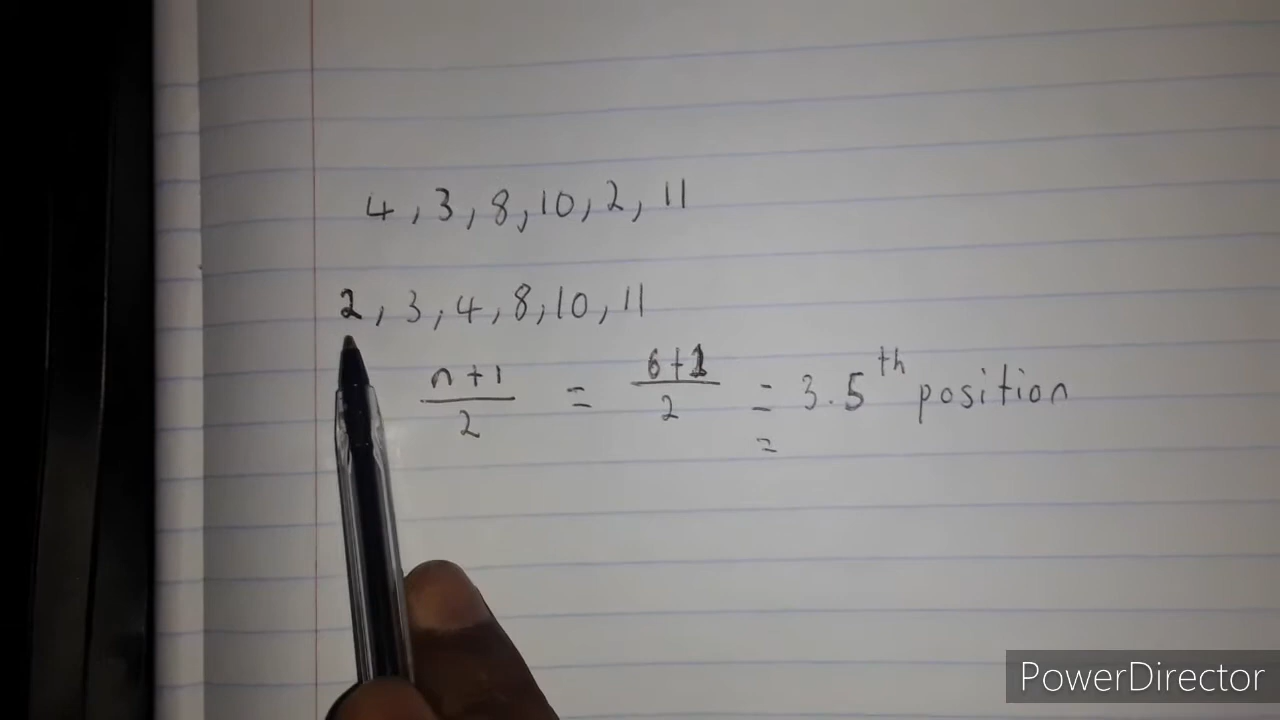 4, 3, 8, 10, 2, 11
2, 3, 4, 8, 10, 11
n+1/2 = 6+1/2 = 3.5th position
=
PowerDirector